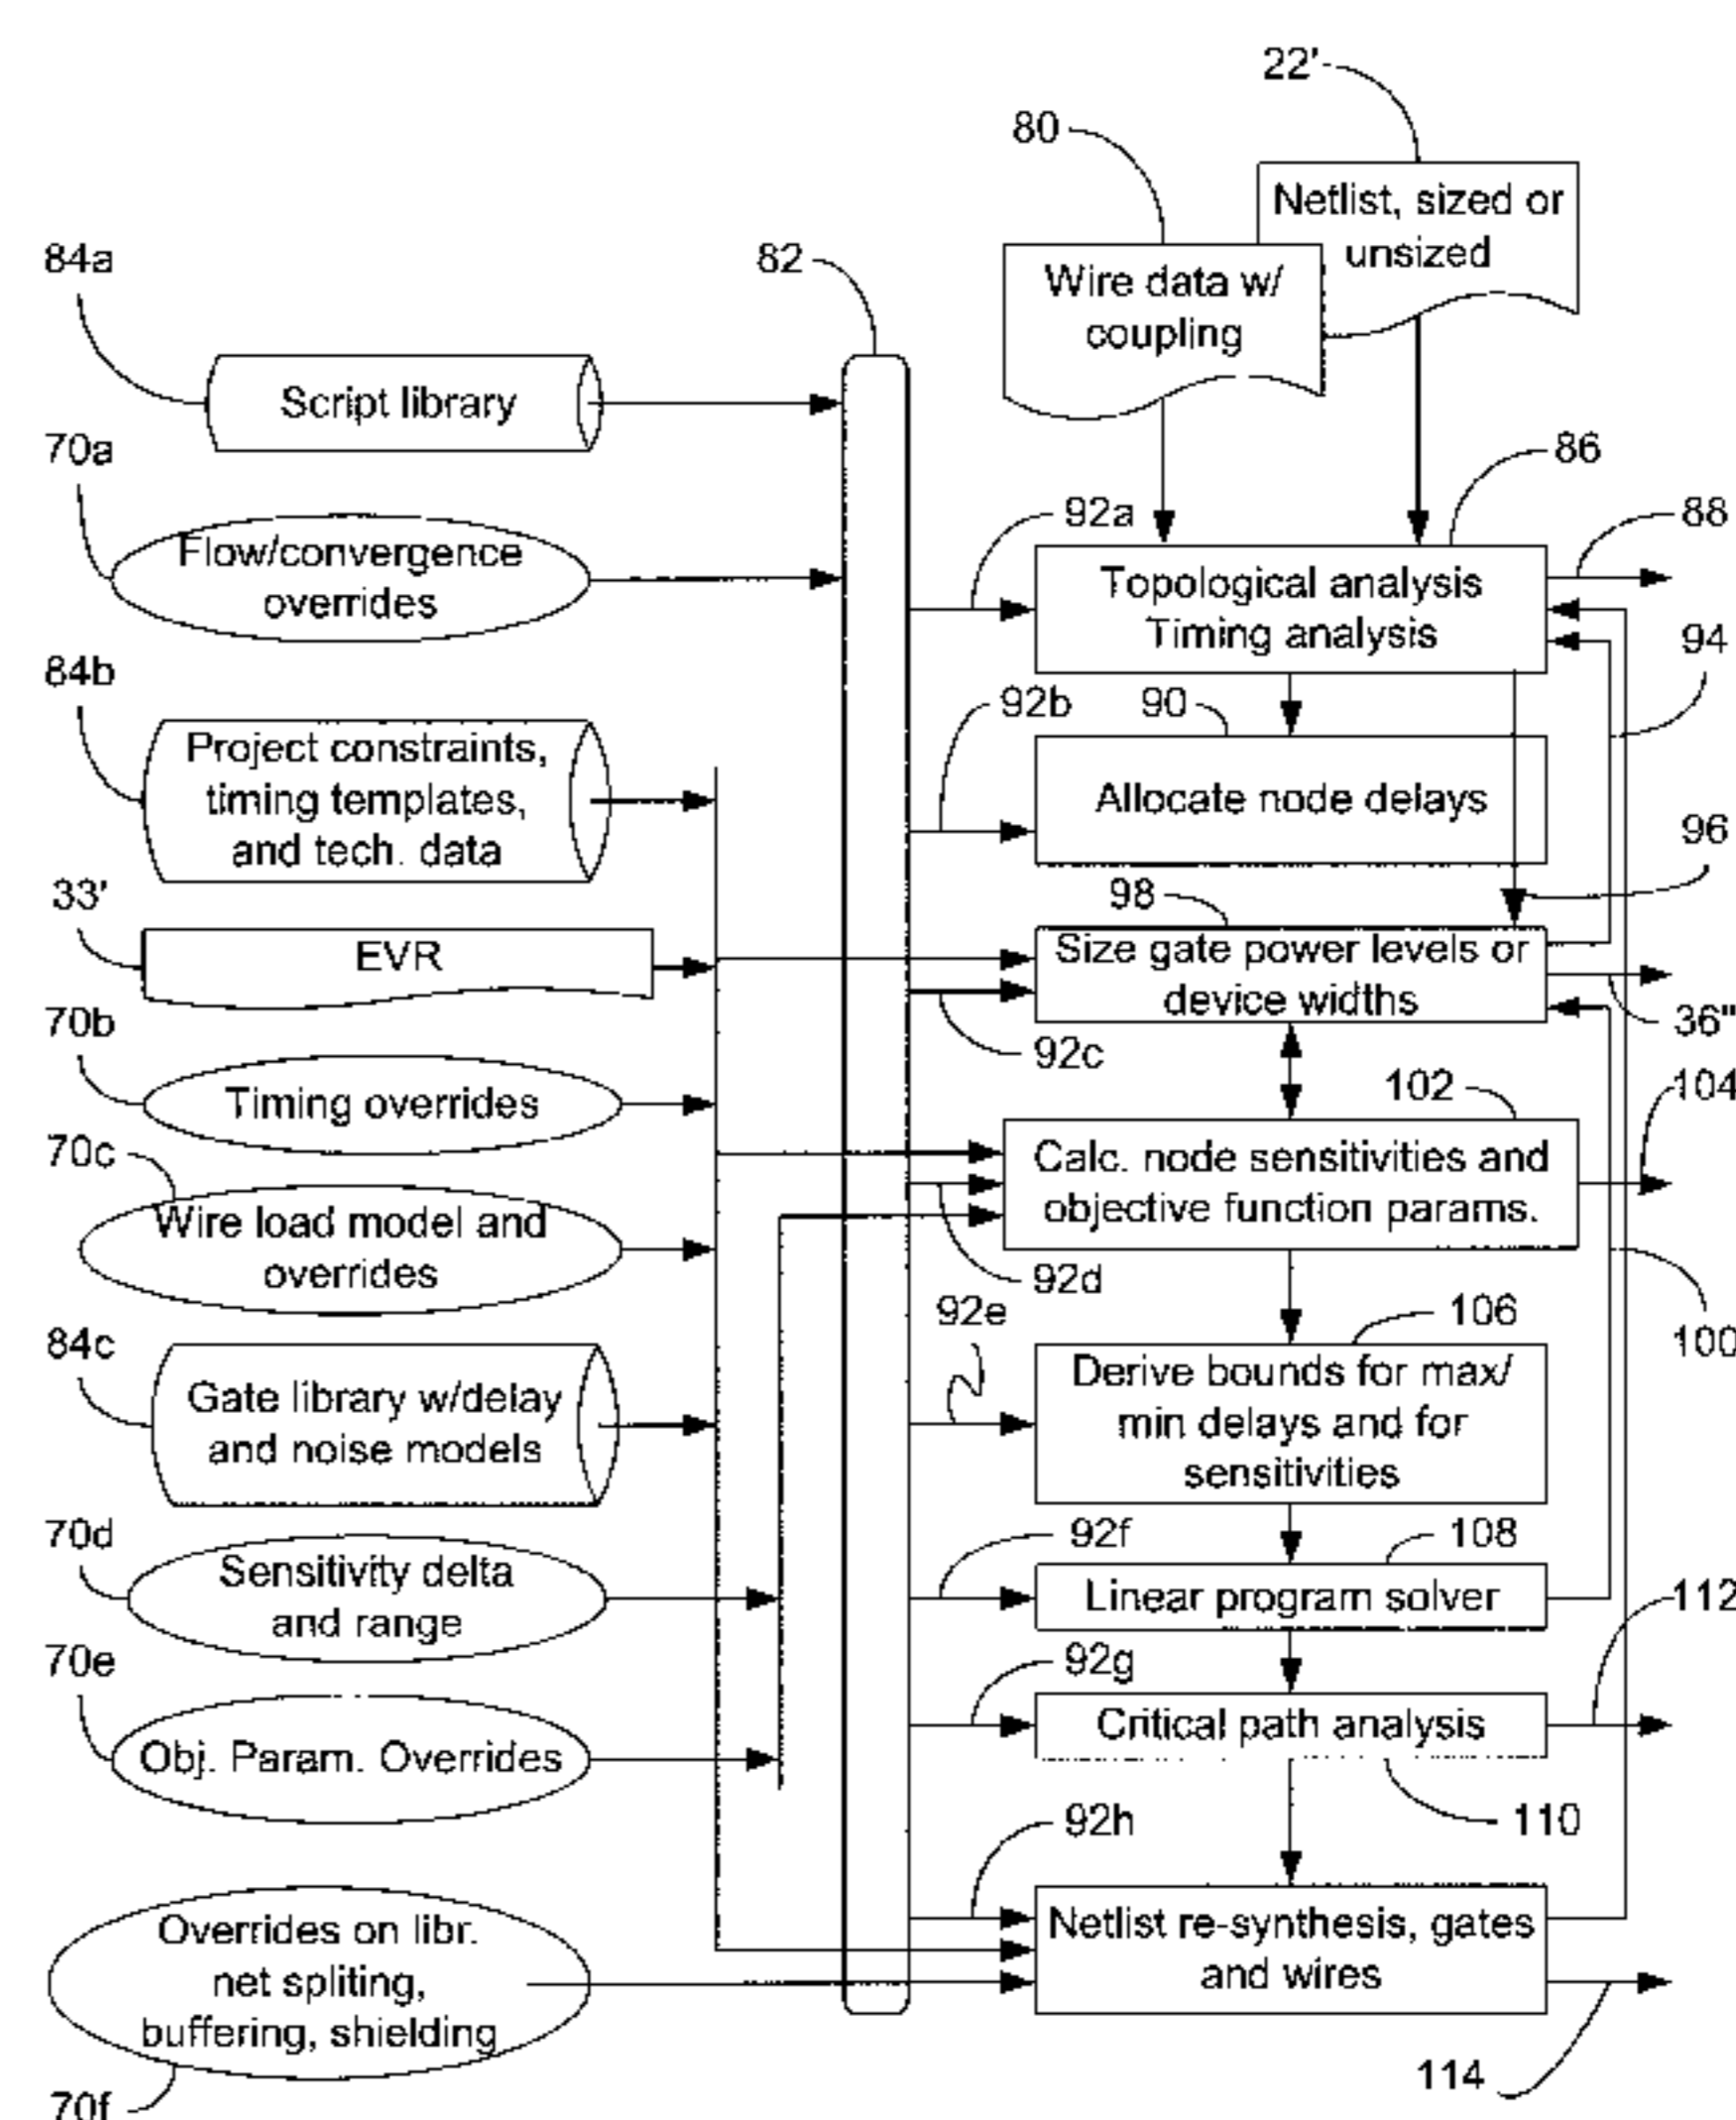 22'
80
Netlist, sized or
unsized
Wire data w/
coupling
84a
82
Script library
70a
86
Flow/convergence
overrides
92a
88
Topological analysis
Timing analysis
94
84b
92b
90
Project constraints,
timing templates,
and tech. data
Allocate node delays
96
33'
98
EVR
Size gate power levels or
device widths
70b
36"
92c
Timing overrides
102
104
70c
Calc. node sensitivities and
objective function params.
Wire load model and
overrides
92d
92e
106
100
84c
Gate library w/delay
and noise models
Derive bounds for max/
min delays and for
sensitivities
70d
92f
108
Sensitivity delta
and range
Linear program solver
112
70e
92g
Obj. Param. Overrides
Critical path analysis
92h
110
Overrides on libr.
net spliting,
buffering, shielding
Netlist re-synthesis, gates
and wires
114
70f